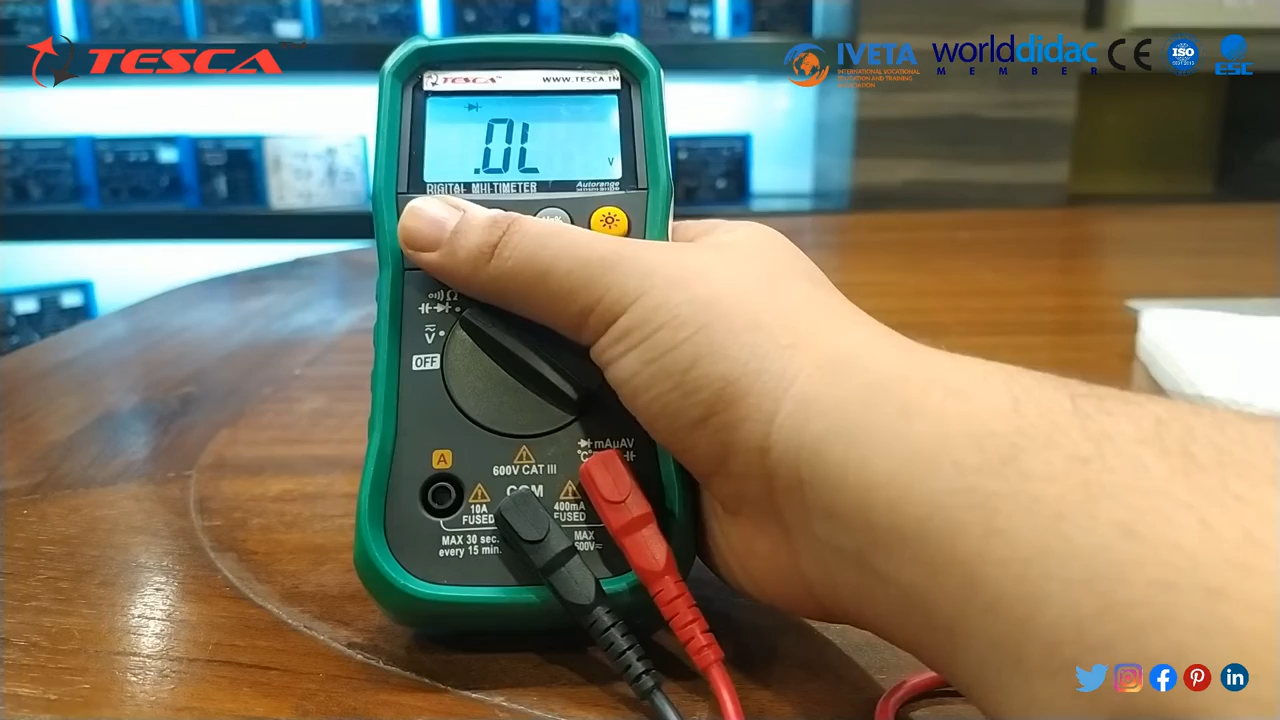 TESCA
IVETA
INTERNATIONAL VOCATIONAL
EDUCATION AND TRAINING
ASSOCIATION
worlddidac
MEMBER
CE
ISO
ESC
TESCA
WWW.TESCA.IN
.0L
V
DIGITAL MULTIMETER
Autorange
Ω
V
OFF
mAµAV
°C
A
600V CAT III
COM
10A
FUSED
400mA
FUSED
MAX 30 sec.
every 15 min.
MAX
600V